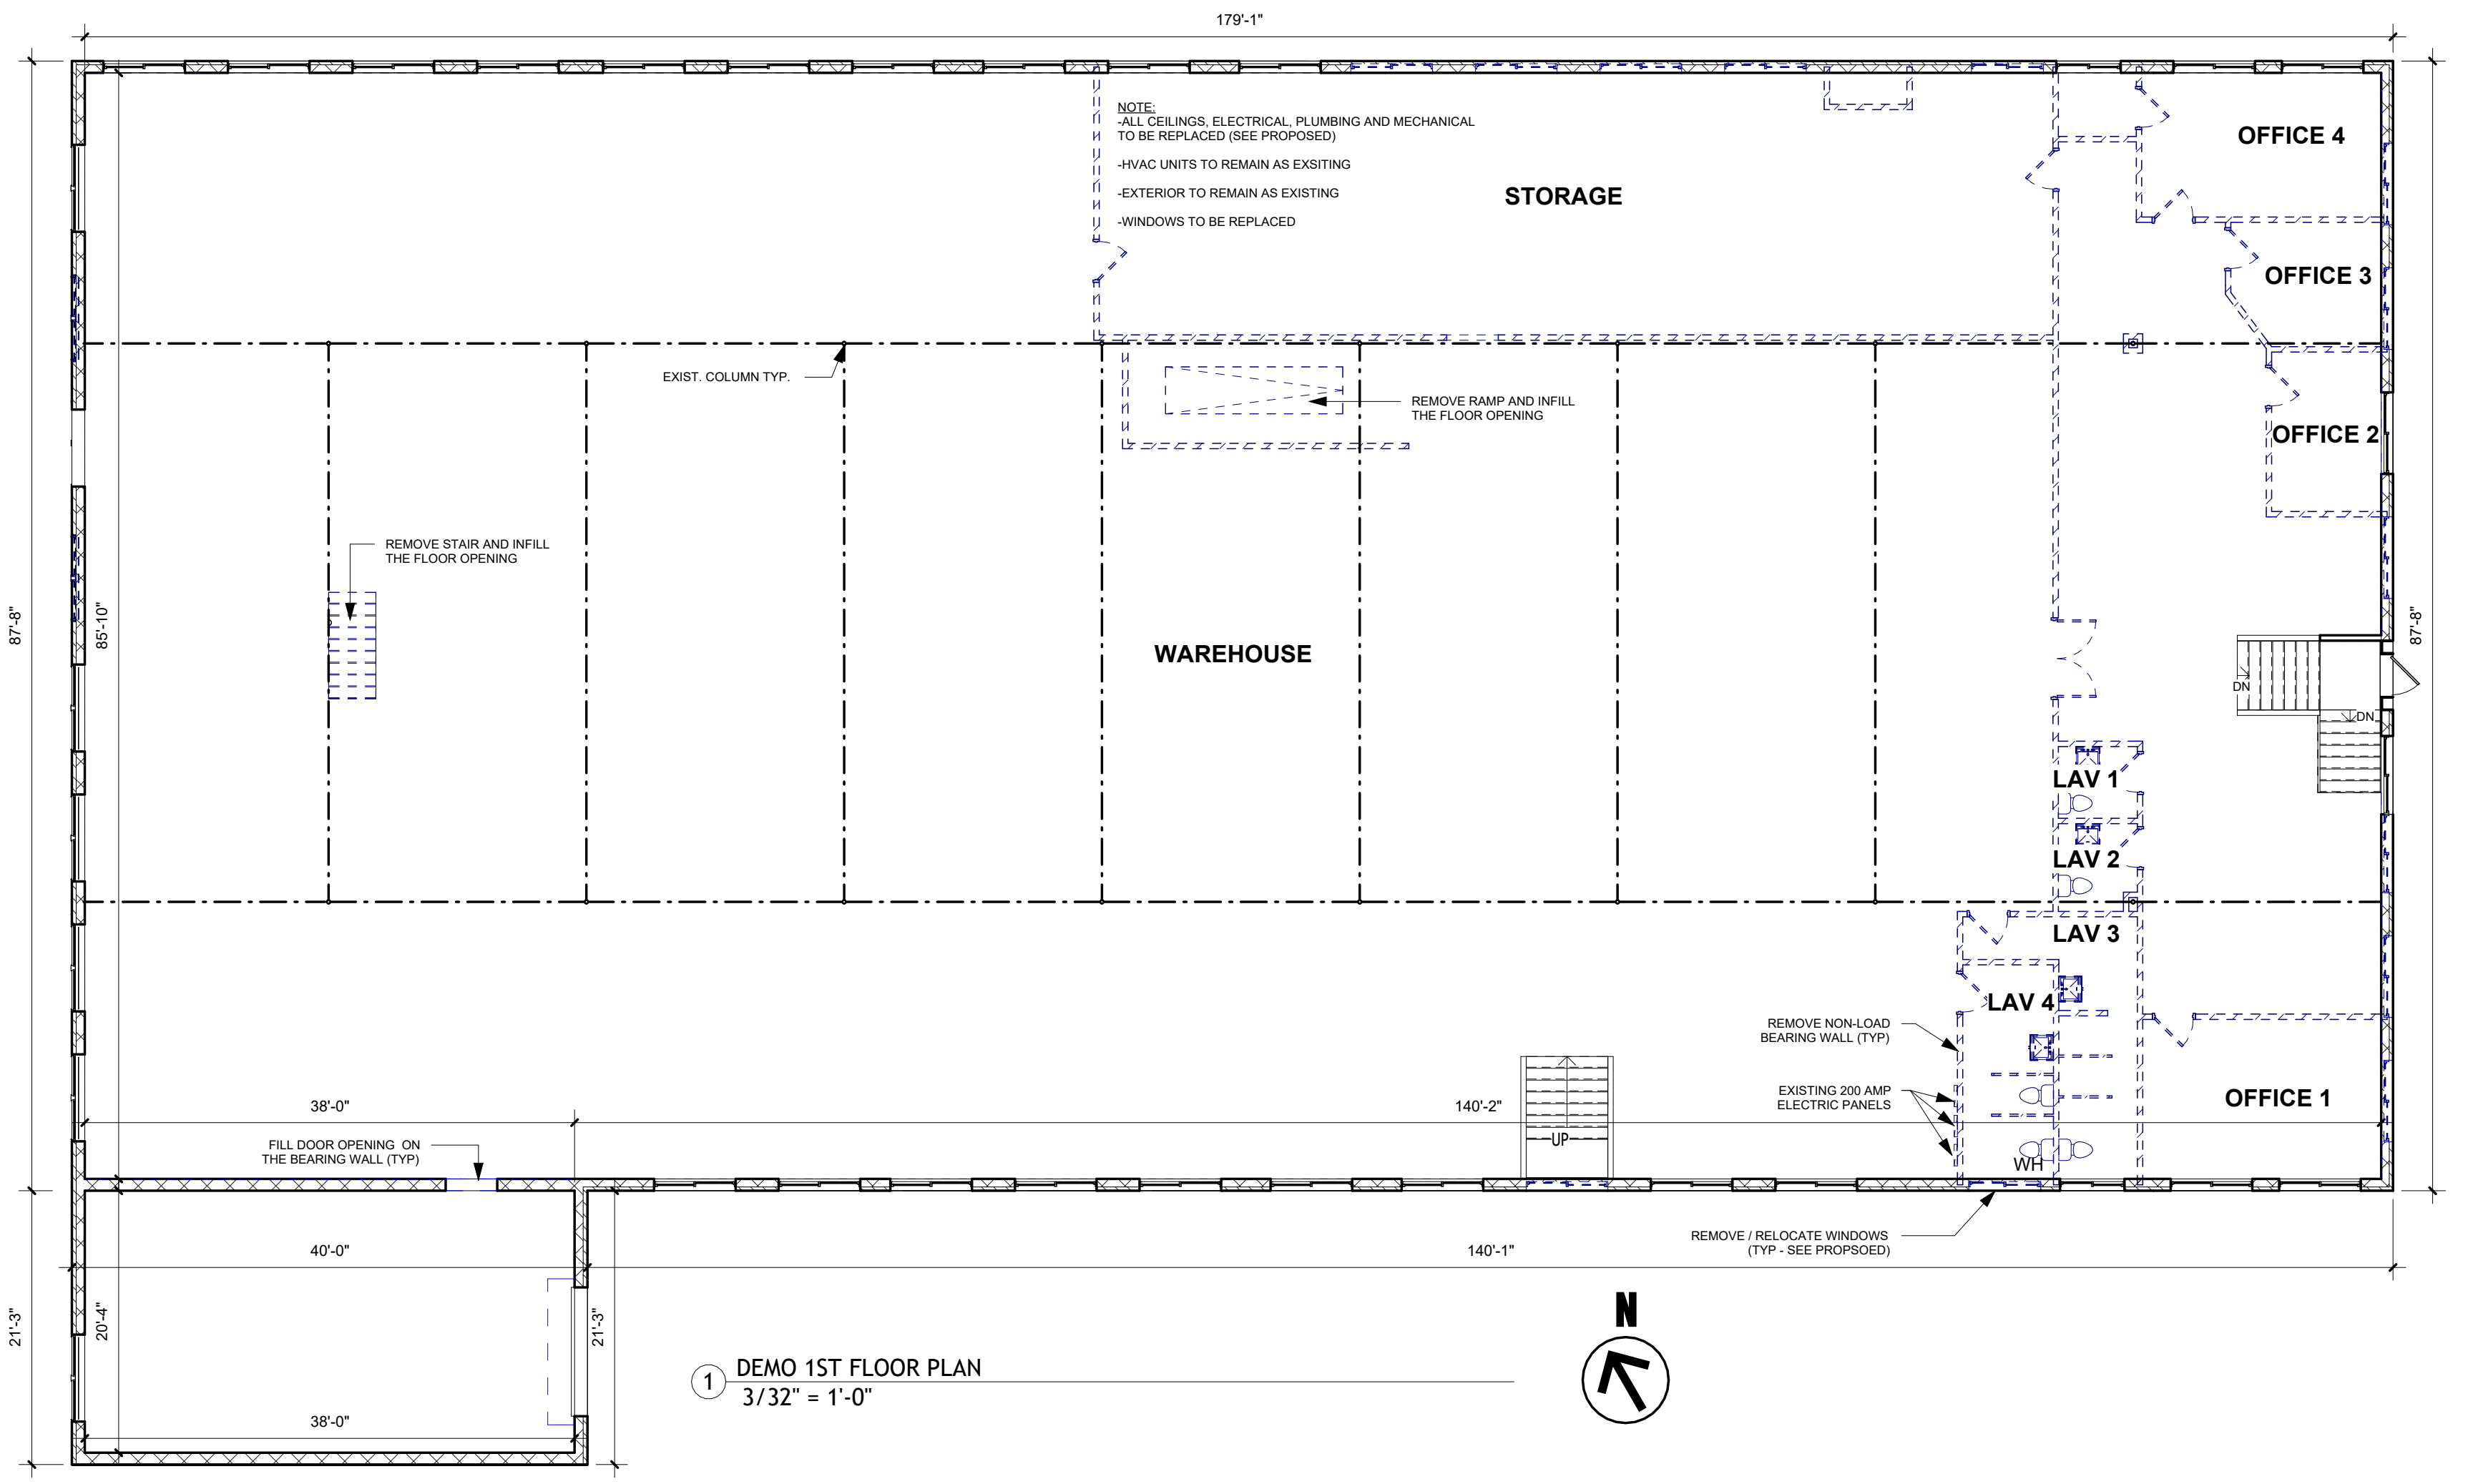 179'-1"
NOTE:
-ALL CEILINGS, ELECTRICAL, PLUMBING AND MECHANICAL
TO BE REPLACED (SEE PROPOSED)
-HVAC UNITS TO REMAIN AS EXSITING
-EXTERIOR TO REMAIN AS EXISTING
-WINDOWS TO BE REPLACED
STORAGE
OFFICE 4
OFFICE 3
EXIST. COLUMN TYP.
REMOVE RAMP AND INFILL
THE FLOOR OPENING
OFFICE 2
REMOVE STAIR AND INFILL
THE FLOOR OPENING
87'-8"
85'-10"
WAREHOUSE
87'-8"
DN
DN
LAV 1
LAV 2
LAV 3
LAV 4
REMOVE NON-LOAD
BEARING WALL (TYP)
EXISTING 200 AMP
ELECTRIC PANELS
OFFICE 1
38'-0"
140'-2"
UP
FILL DOOR OPENING ON
THE BEARING WALL (TYP)
WH
40'-0"
140'-1"
REMOVE / RELOCATE WINDOWS
(TYP - SEE PROPSOED)
21'-3"
20'-4"
21'-3"
N
38'-0"
1
DEMO 1ST FLOOR PLAN
3/32" = 1'-0"